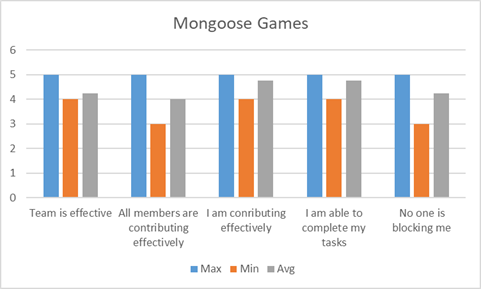 Mongoose Games
6
5
4
3
2
1
0
Team is effective
All members are
contributing
effectively
I am conributing
effectively
I am able to
complete my
tasks
No one is
blocking me
Max Min Avg